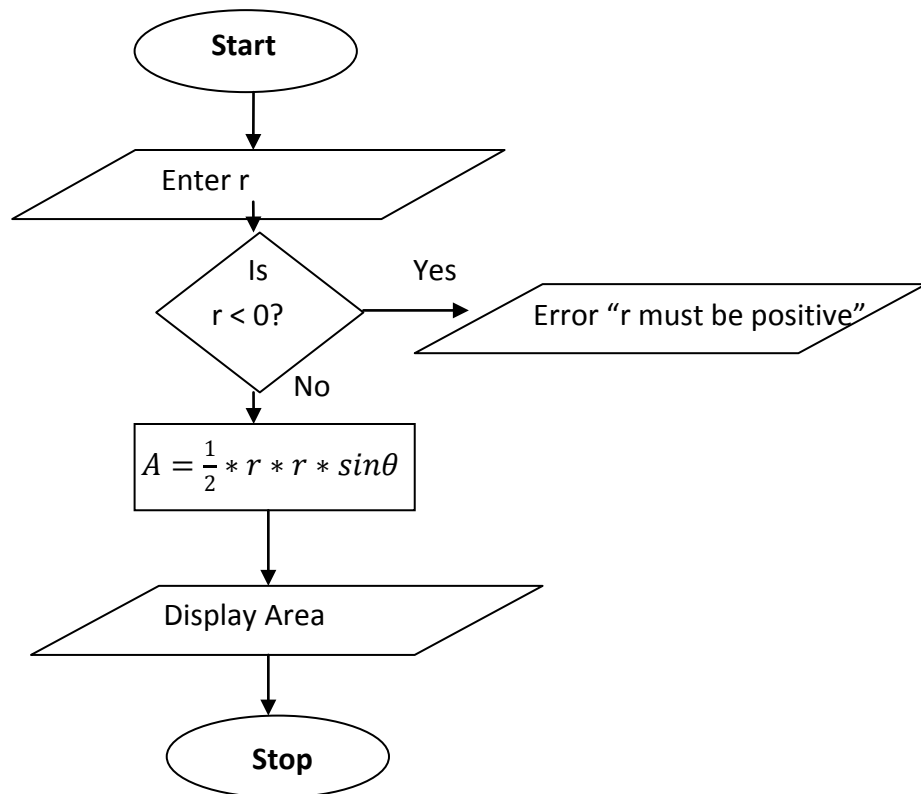 Start
Enter r
Is
r < 0?
Yes
Error “r must be positive”
No
A = 1/2 * r * r * sinθ
Display Area
Stop